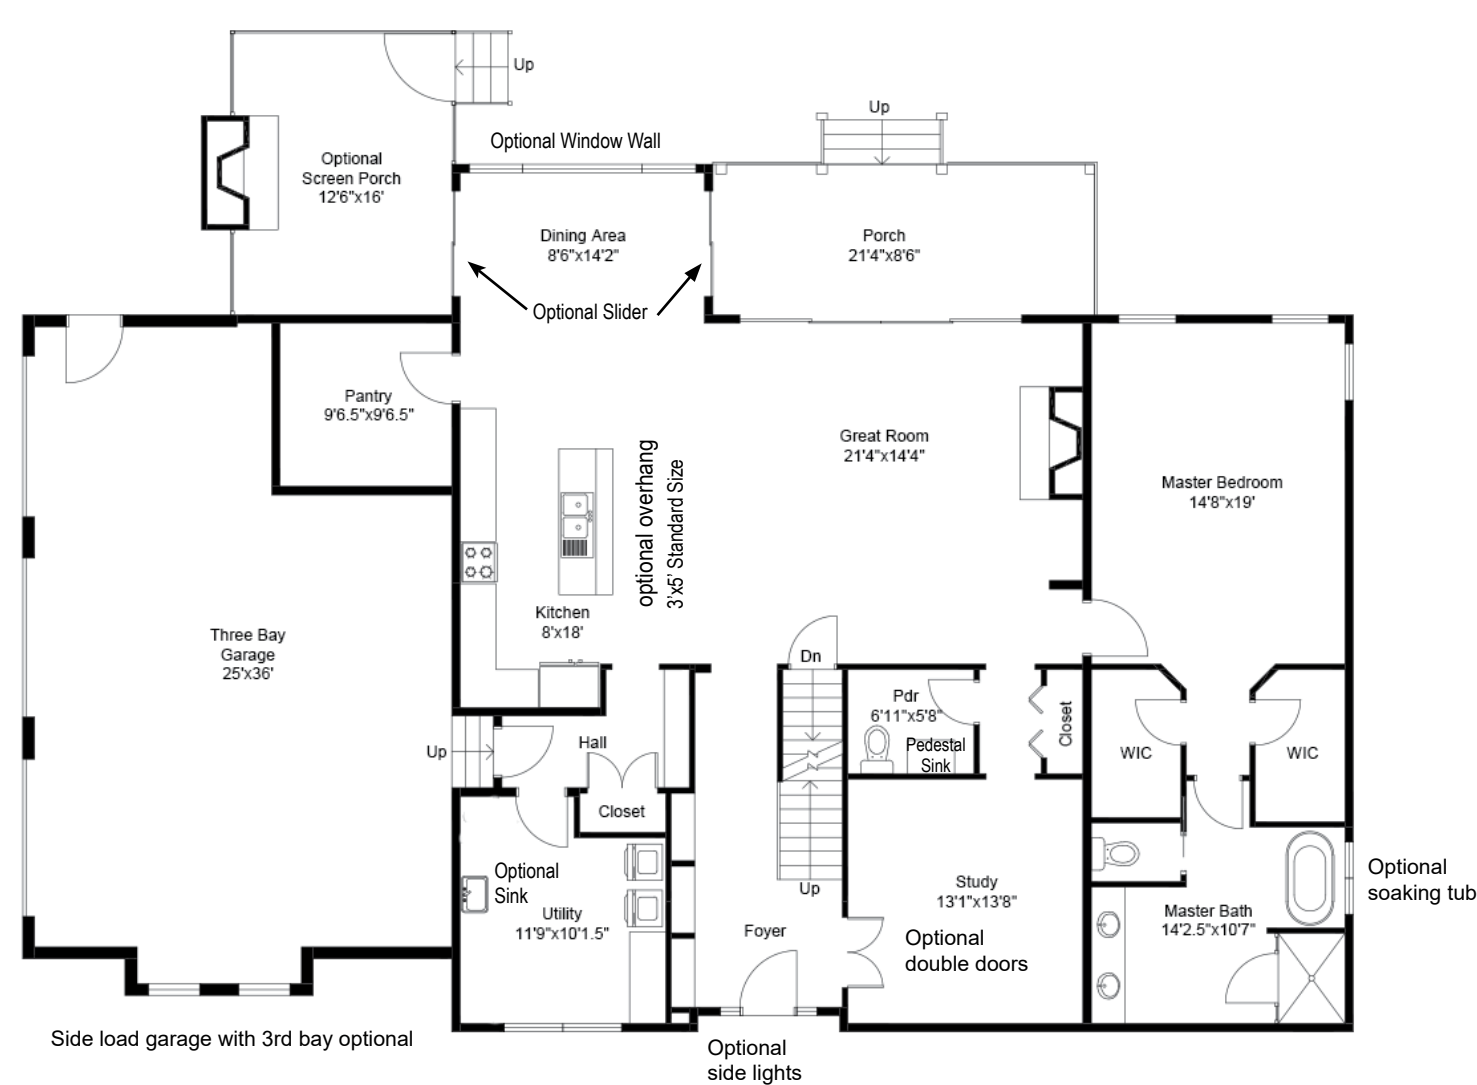 Up
Up
Optional Window Wall
Optional
Screen Porch
12'6"x16'
Dining Area
8'6"x14'2"
Porch
21'4"x8'6"
Optional Slider
Pantry
9'6.5"x9'6.5"
Great Room
21'4"x14'4"
optional overhang
3'x5' Standard Size
Master Bedroom
14'8"x19'
Kitchen
8'x18'
Three Bay
Garage
25'x36'
Dn
Pdr
6'11"x5'8"
Pedestal
Sink
Closet
WIC
WIC
Up
Hall
Closet
Optional
Sink
Utility
11'9"x10'1.5"
Up
Foyer
Study
13'1"x13'8"
Optional
double doors
Master Bath
14'2.5"x10'7"
Optional
soaking tub
Side load garage with 3rd bay optional
Optional
side lights